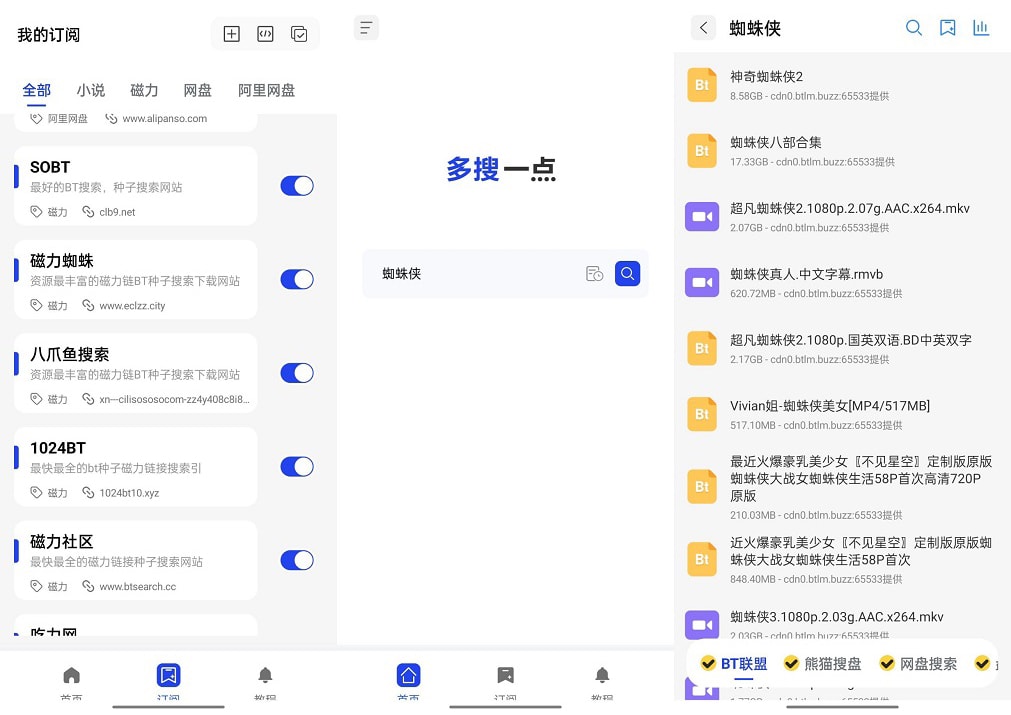 我的订阅
全部 小说 磁力 网盘 阿里网盘
阿里网盘 www.alipanso.com
SOBT
最好的BT搜索，种子搜索网站
磁力 clb9.net
磁力蜘蛛
资源最丰富的磁力链BT种子搜索下载网站
磁力 www.eclzz.city
八爪鱼搜索
资源最丰富的磁力链BT种子搜索下载网站
磁力 xn--cilisososocom-zz4y408c8i8...
1024BT
最快最全的bt种子磁力链接搜索引
磁力 1024bt10.xyz
磁力社区
最快最全的磁力链接种子搜索网站
磁力 www.btsearch.cc
吃力网
首页 订阅 教程
多搜一点
蜘蛛侠
首页 订阅 教程
蜘蛛侠
Bt
神奇蜘蛛侠2
8.58GB - cdn0.btlm.buzz:65533提供
Bt
蜘蛛侠八部合集
17.33GB - cdn0.btlm.buzz:65533提供
超凡蜘蛛侠2.1080p.2.07g.AAC.x264.mkv
2.07GB - cdn0.btlm.buzz:65533提供
蜘蛛侠真人.中文字幕.rmvb
620.72MB - cdn0.btlm.buzz:65533提供
Bt
超凡蜘蛛侠2.1080p.国英双语.BD中英双字
2.17GB - cdn0.btlm.buzz:65533提供
Bt
Vivian姐-蜘蛛侠美女[MP4/517MB]
517.10MB - cdn0.btlm.buzz:65533提供
Bt
最近火爆豪乳美少女〖不见星空〗定制版原版
蜘蛛侠大战女蜘蛛侠生活58P首次高清720P
原版
210.03MB - cdn0.btlm.buzz:65533提供
Bt
近火爆豪乳美少女〖不见星空〗定制版原版蜘
蛛侠大战女蜘蛛侠生活58P首次
848.40MB - cdn0.btlm.buzz:65533提供
蜘蛛侠3.1080p.2.03g.AAC.x264.mkv
2.03GB - cdn0.btlm.buzz:65533提供
BT联盟 熊猫搜盘 网盘搜索